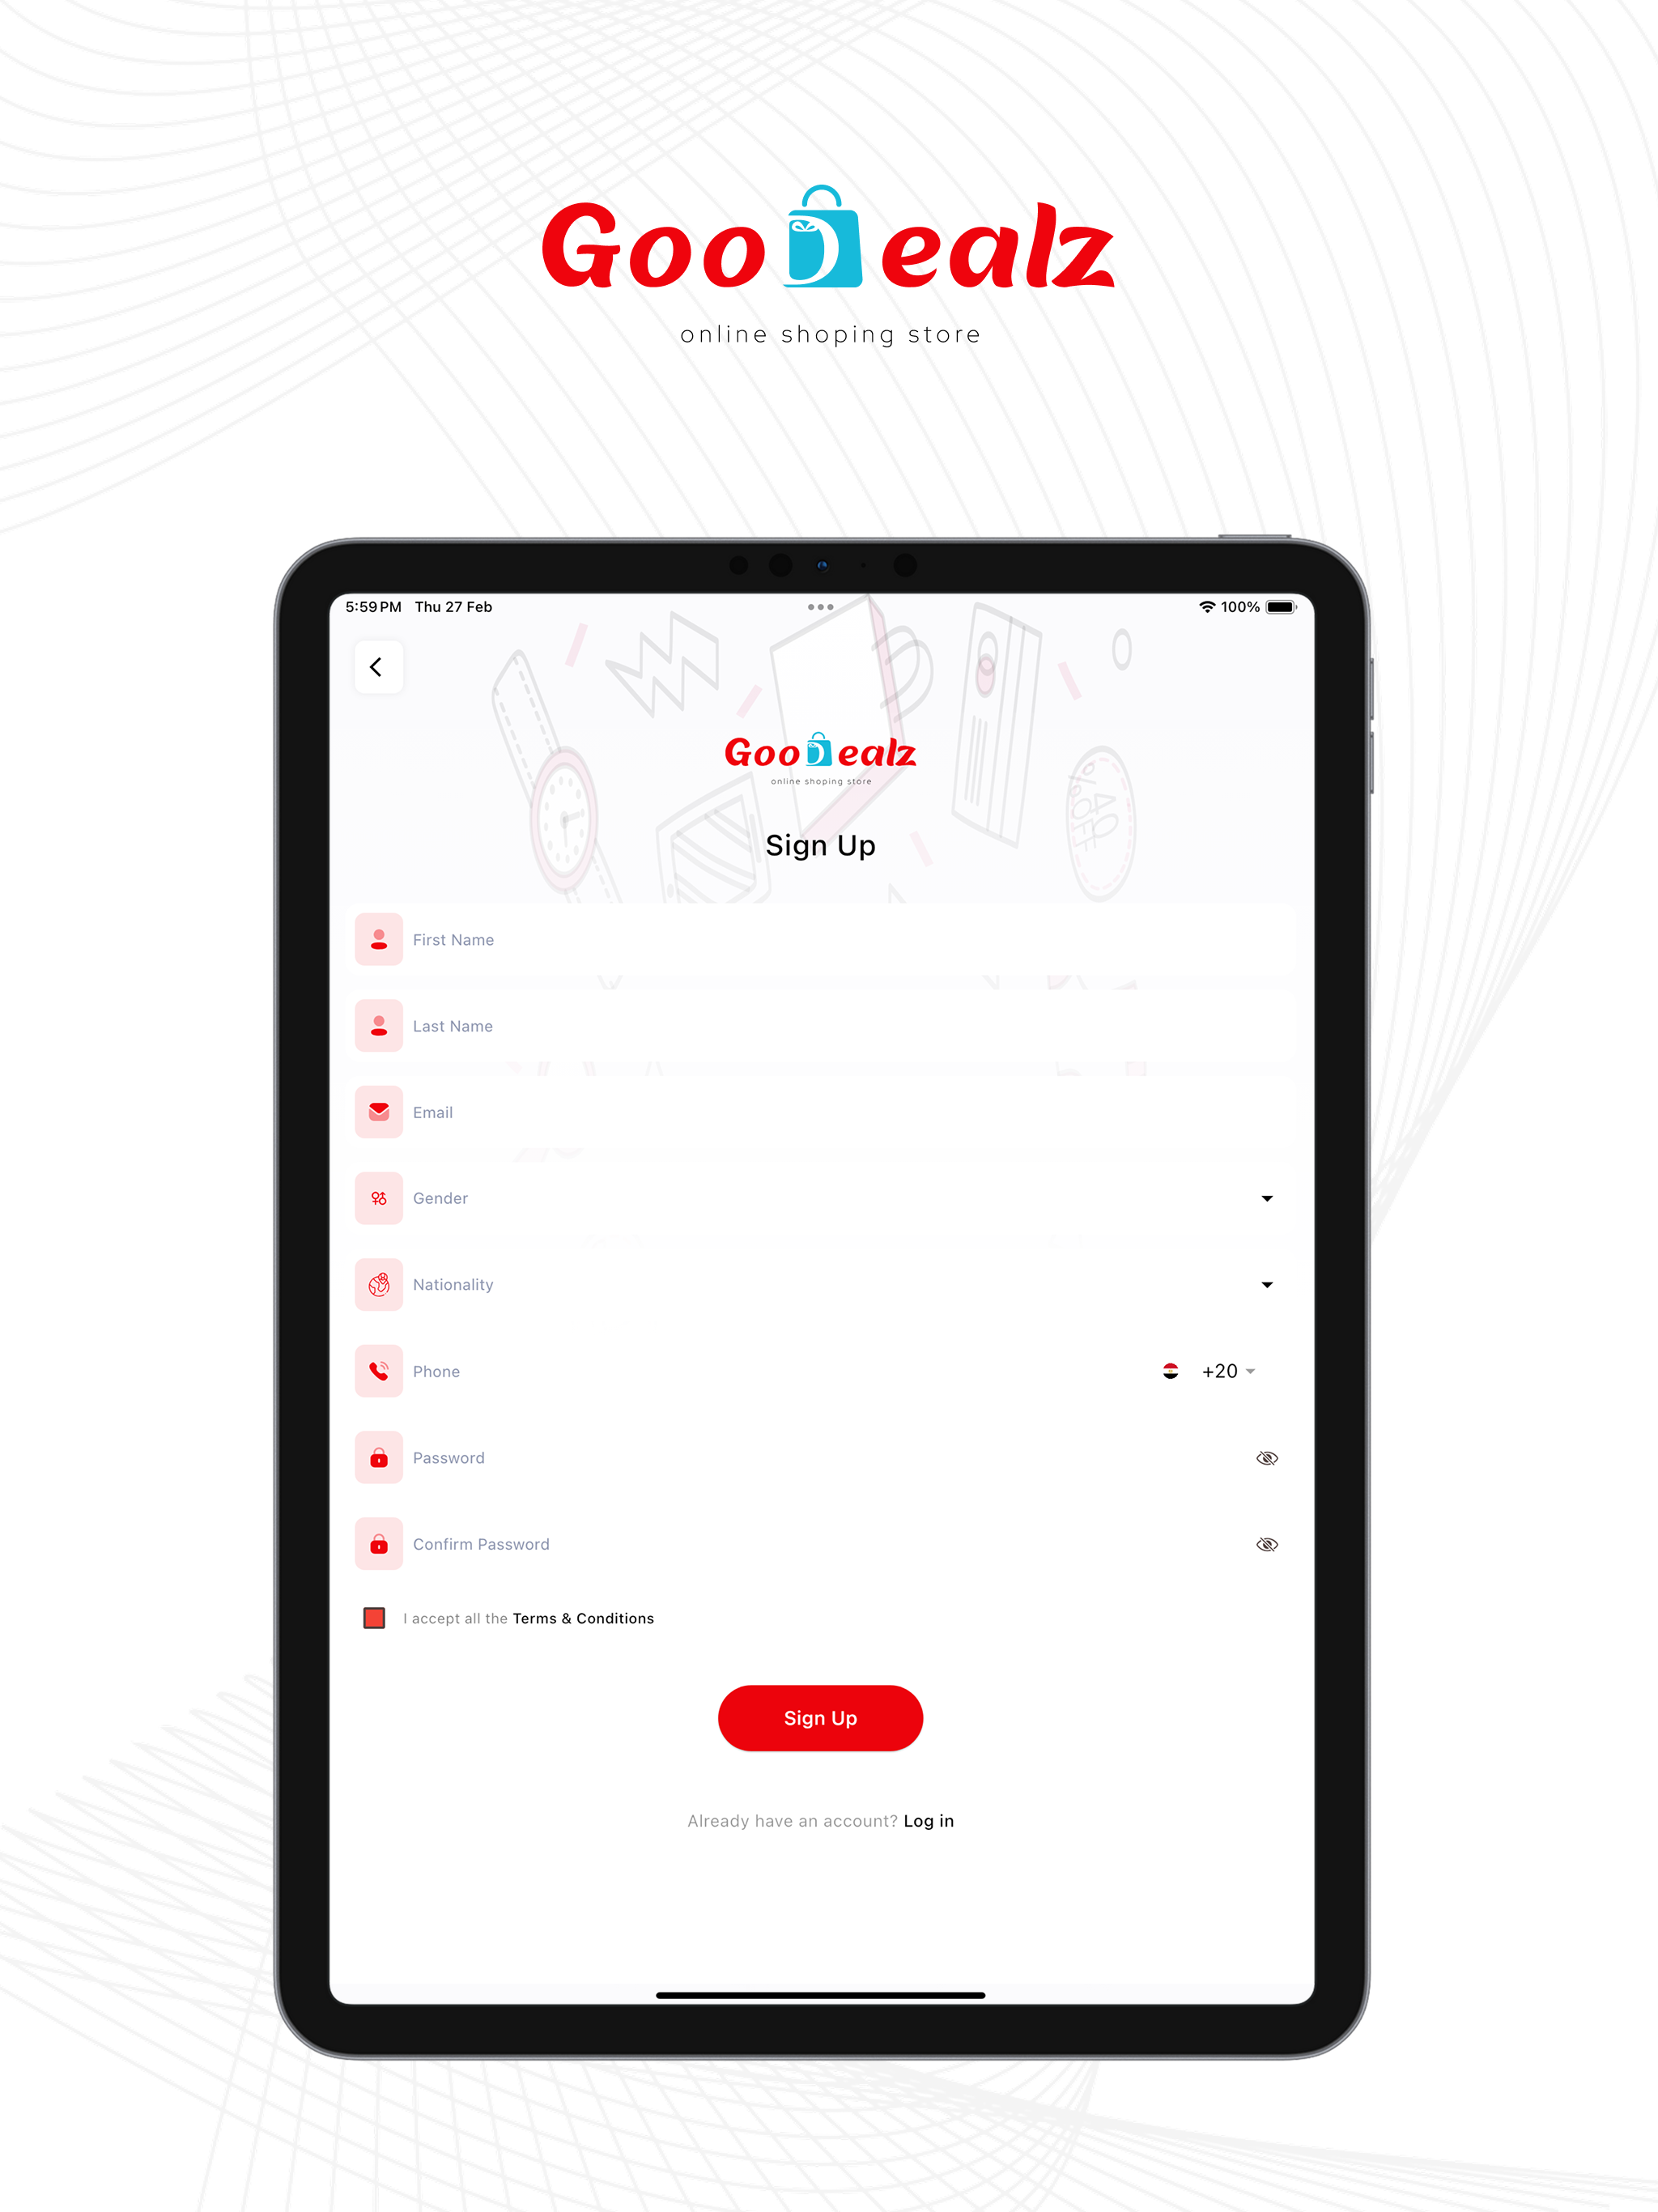 GooDealz
online shoping store
5:59 PM Thu 27 Feb
100%
GooDealz
online shoping store
40
% OFF
Sign Up
First Name
Last Name
Email
Gender
Nationality
Phone
+20
Password
Confirm Password
I accept all the Terms & Conditions
Sign Up
Already have an account? Log in